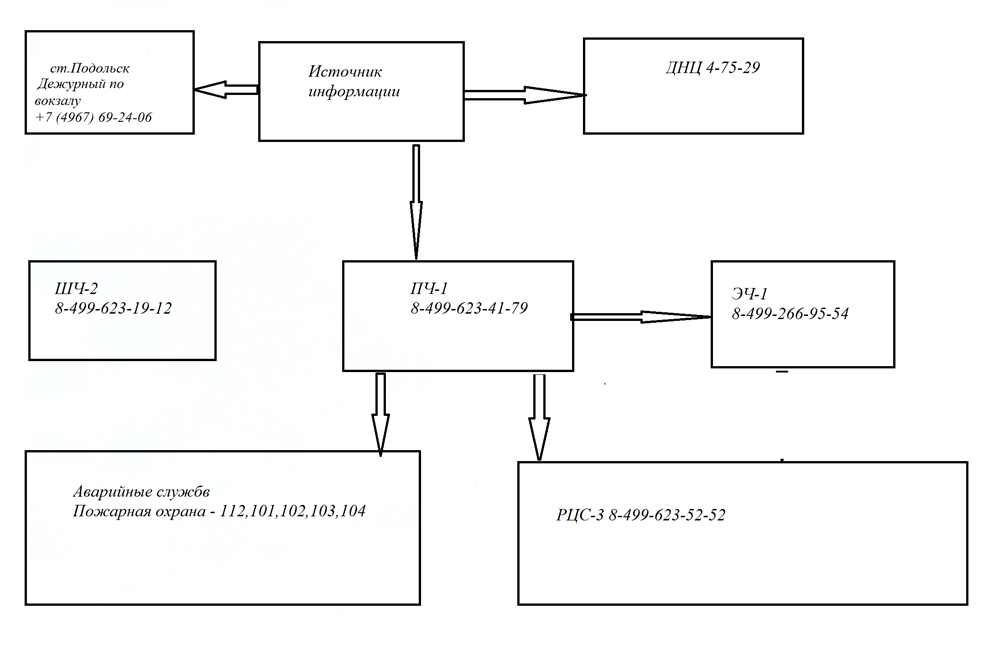 ст.Подольск
Дежурный по
вокзалу
+7 (4967) 69-24-06
Источник
информации
ДНЦ 4-75-29
ШЧ-2
8-499-623-19-12
ПЧ-1
8-499-623-41-79
ЭЧ-1
8-499-266-95-54
Аварийные службв
Пожарная охрана - 112,101,102,103,104
РЦС-3 8-499-623-52-52